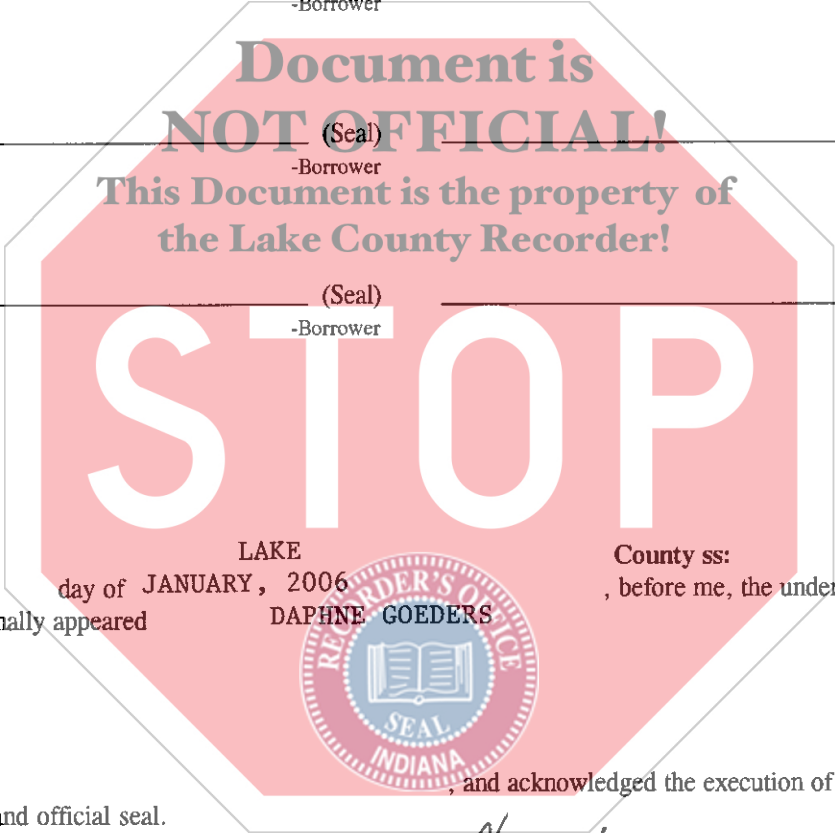 -Borrower
Document is
NOT OFFICIAL!
(Seal)
-Borrower
This Document is the property of
the Lake County Recorder!
(Seal)
-Borrower
STOP
LAKE County ss:
day of JANUARY, 2006 , before me, the under
nally appeared DAPHNE GOEDERS
RECORDER'S OFFICE
SEAL
INDIANA
, and acknowledged the execution of
and official seal.